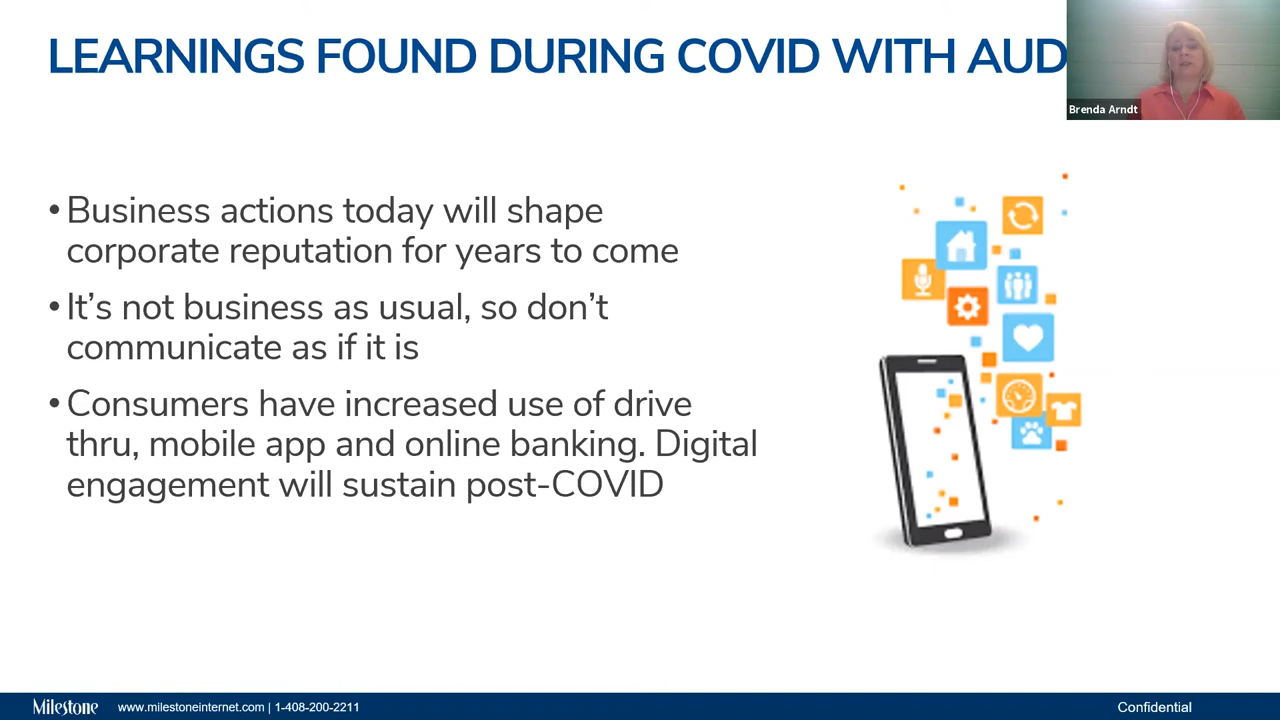 LEARNINGS FOUND DURING COVID WITH AUD
Brenda Arndt
• Business actions today will shape
corporate reputation for years to come
• It’s not business as usual, so don’t
communicate as if it is
• Consumers have increased use of drive
thru, mobile app and online banking. Digital
engagement will sustain post-COVID
Milestone www.milestoneinternet.com | 1-408-200-2211 Confidential